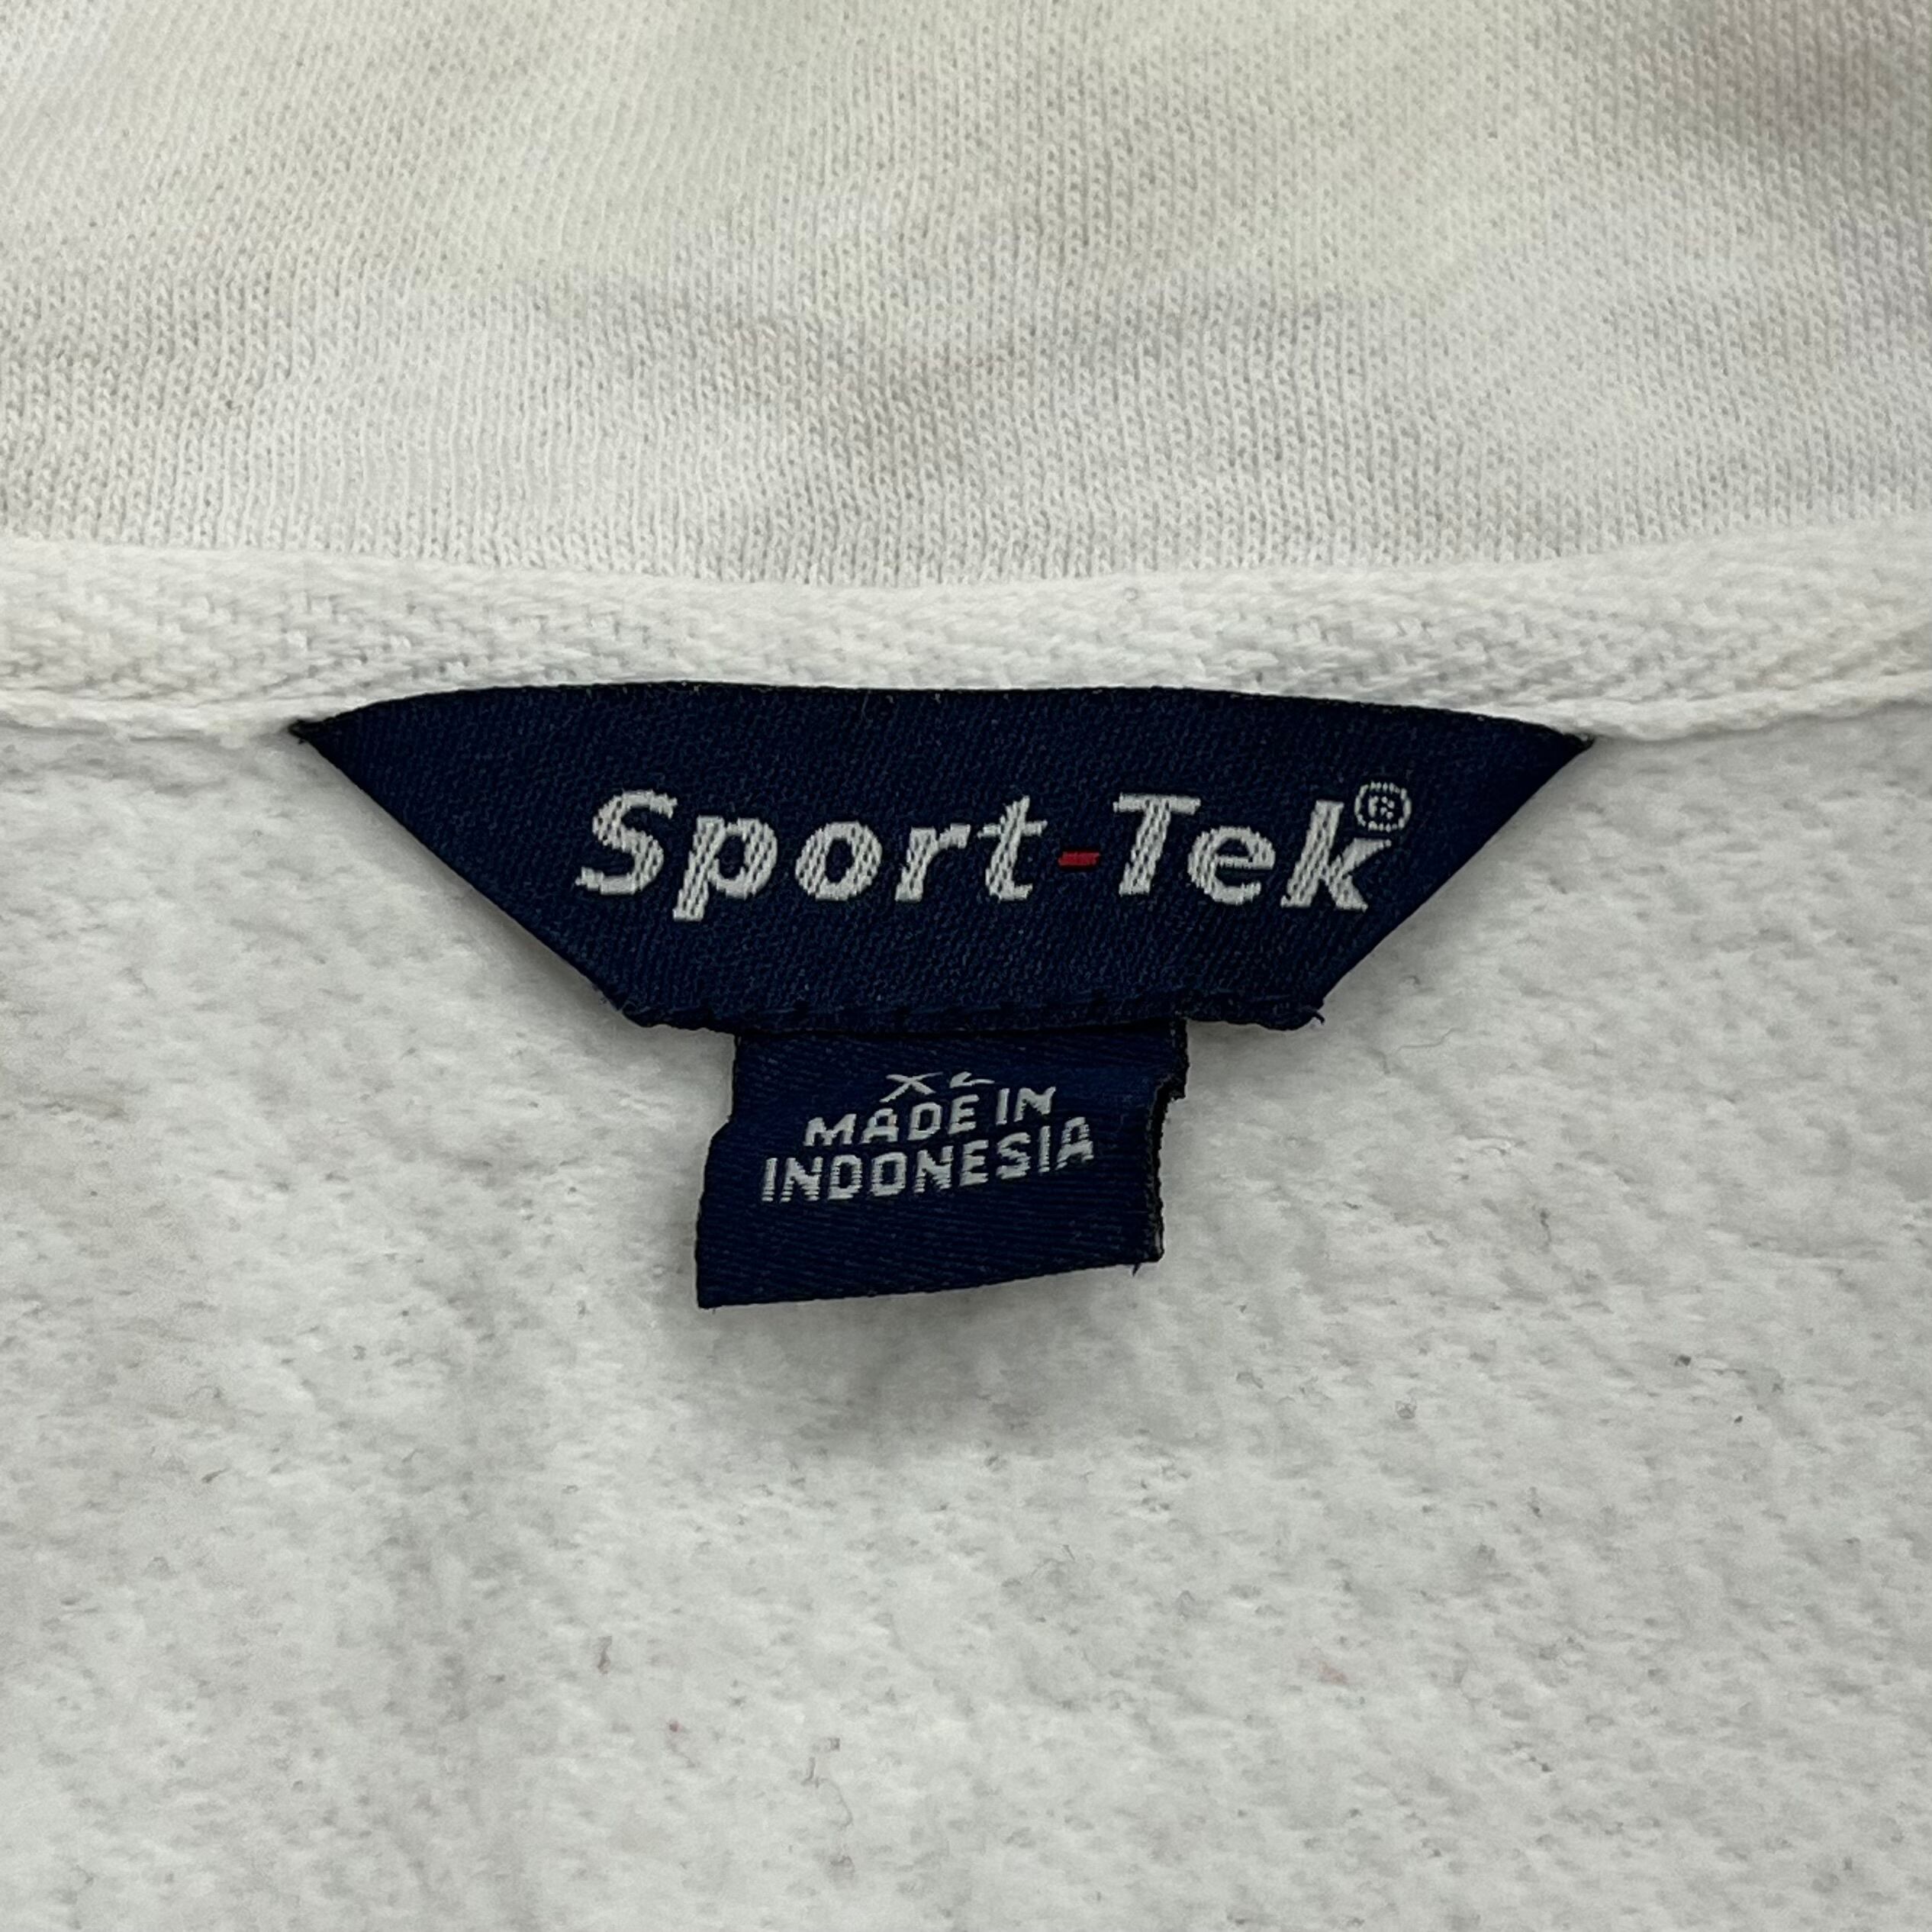 Sport-Tek®
XL
MADE IN
INDONESIA